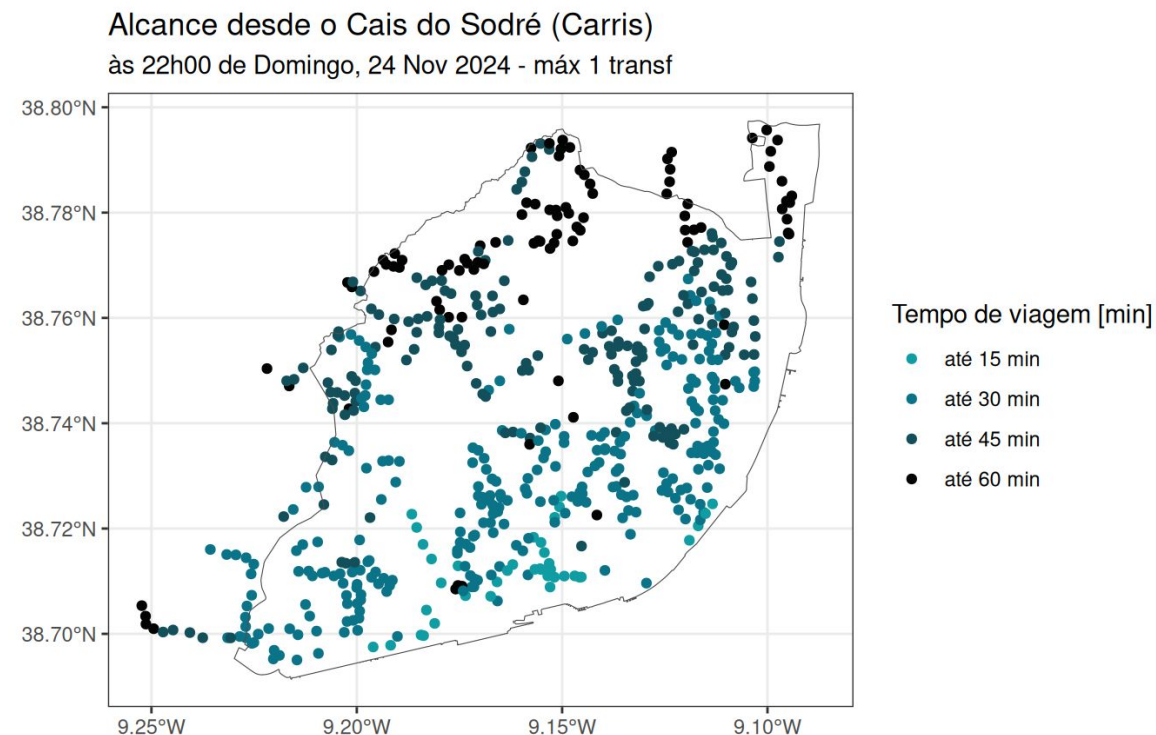 Alcance desde o Cais do Sodré (Carris)
às 22h00 de Domingo, 24 Nov 2024 - máx 1 transf
38.80°N
38.78°N
38.76°N
38.74°N
38.72°N
38.70°N
9.25°W
9.20°W
9.15°W
9.10°W
Tempo de viagem [min]
até 15 min
até 30 min
até 45 min
até 60 min